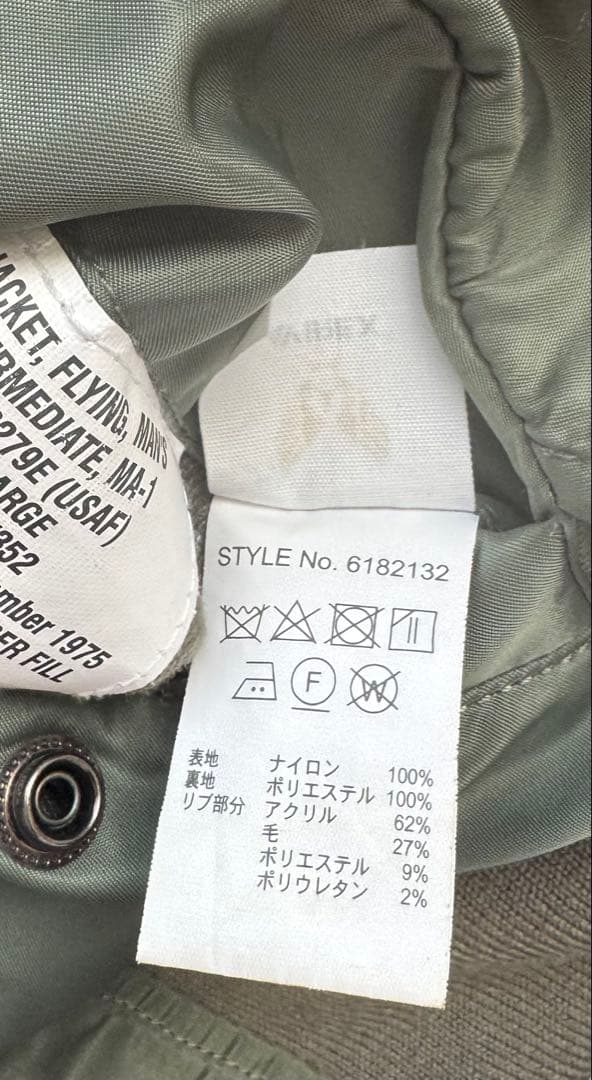 JACKET, FLYING, MAN'S
RMEDIATE, MA-1
279E (USAF)
ARGE
852
mber 1975
ER FILL
STYLE No. 6182132
F W
表地 ナイロン 100%
裏地 ポリエステル 100%
リブ部分 アクリル 62%
毛 27%
ポリエステル 9%
ポリウレタン 2%